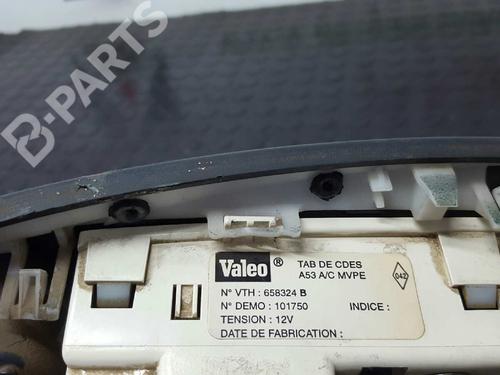 B-PARTS
Valeo ®
TAB DE CDES
A53 A/C MVPE
042
N° VTH : 658324 B
N° DEMO : 101750 INDICE :
TENSION : 12V
DATE DE FABRICATION :